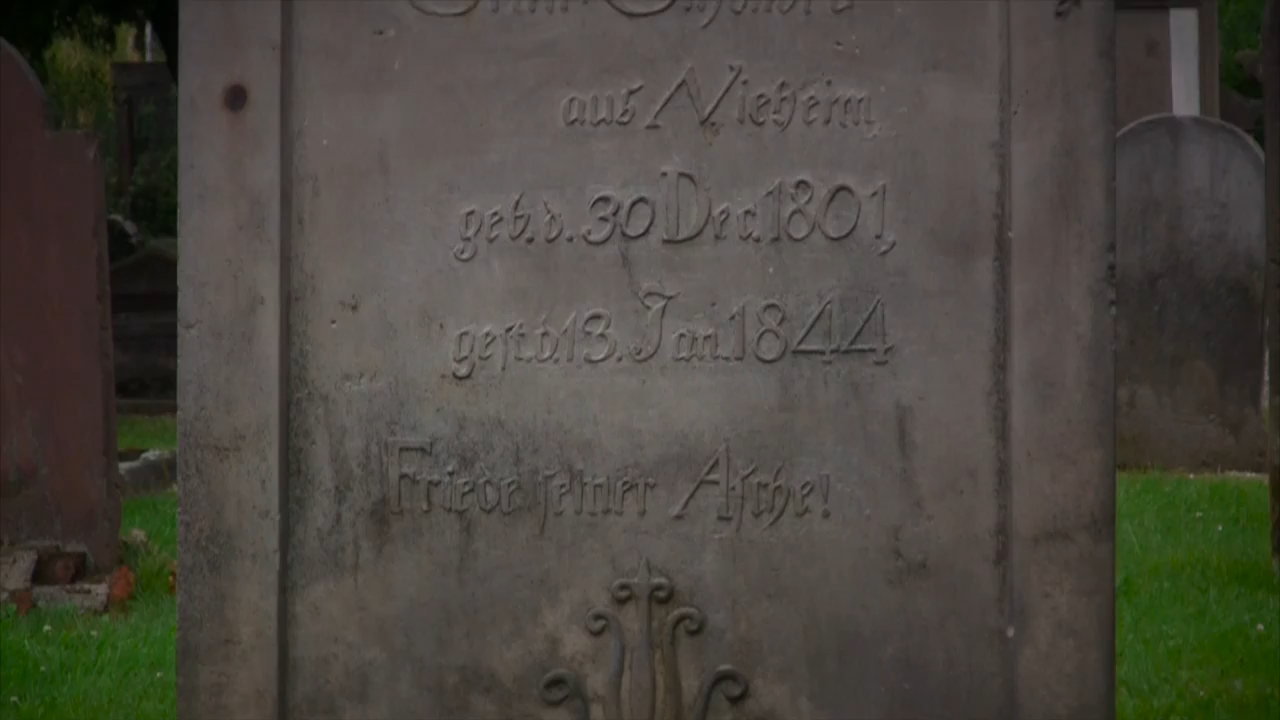 aus Nieheim,
geb. d. 30 Dec. 1801,
gest. d. 13. Jan. 1844
Friede seiner Asche!